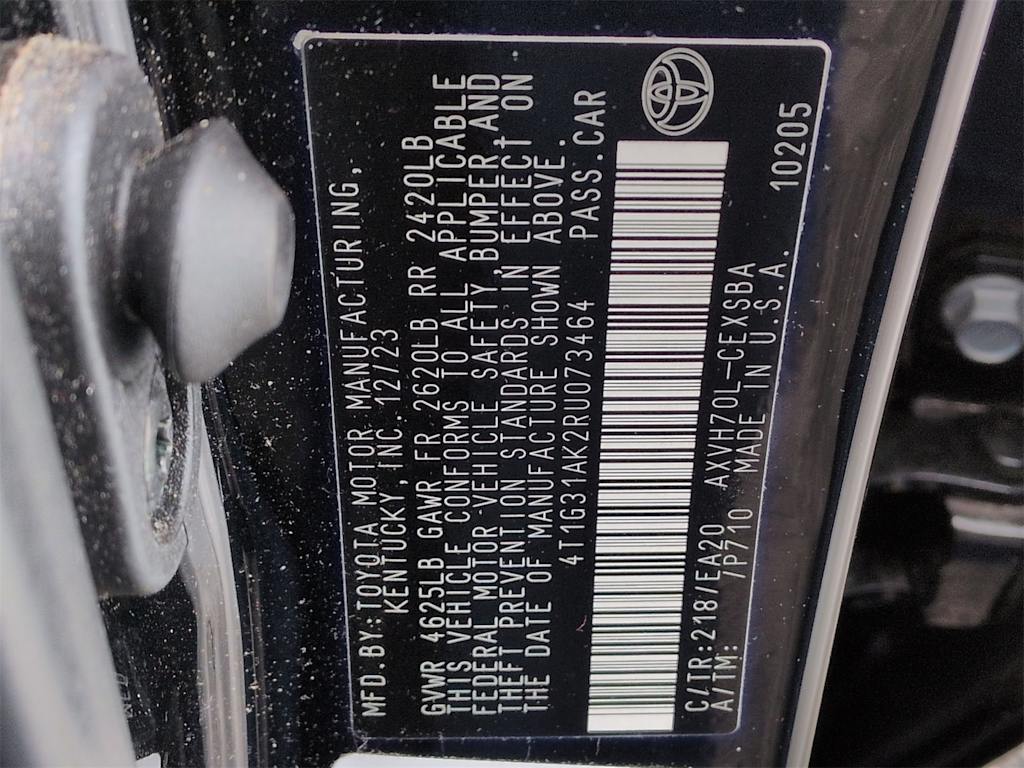 MFD.BY:TOYOTA MOTOR MANUFACTURING,
KENTUCKY,INC. 12/23
GVWR 4625LB GAWR FR 2620LB RR 2420LB
THIS VEHICLE CONFORMS TO ALL APPLICABLE
FEDERAL MOTOR VEHICLE SAFETY,BUMPER,AND
THEFT PREVENTION STANDARDS IN EFFECT ON
THE DATE OF MANUFACTURE SHOWN ABOVE.
4T1G31AK2RU073464 PASS.CAR
C/TR:218/EA20 AXVH70L-CEXSBA
A/TM: /P710 MADE IN U.S.A. 10205